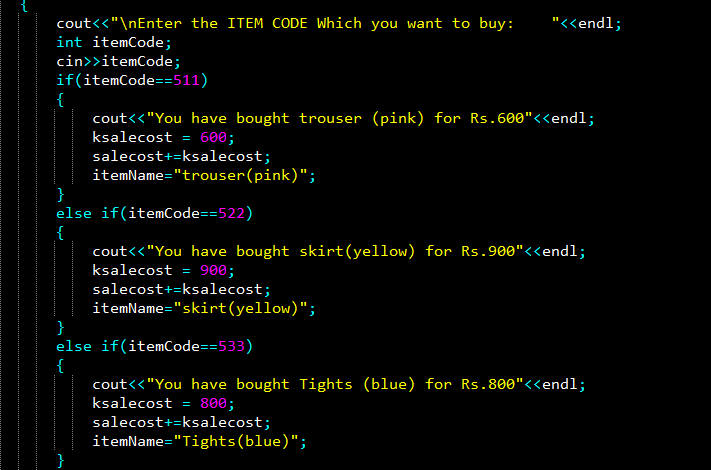 {
cout<<"\nEnter the ITEM CODE Which you want to buy:    "<<endl;
int itemCode;
cin>>itemCode;
if(itemCode==511)
{
cout<<"You have bought trouser (pink) for Rs.600"<<endl;
ksalecost = 600;
salecost+=ksalecost;
itemName="trouser(pink)";
}
else if(itemCode==522)
{
cout<<"You have bought skirt(yellow) for Rs.900"<<endl;
ksalecost = 900;
salecost+=ksalecost;
itemName="skirt(yellow)";
}
else if(itemCode==533)
{
cout<<"You have bought Tights (blue) for Rs.800"<<endl;
ksalecost = 800;
salecost+=ksalecost;
itemName="Tights(blue)";
}